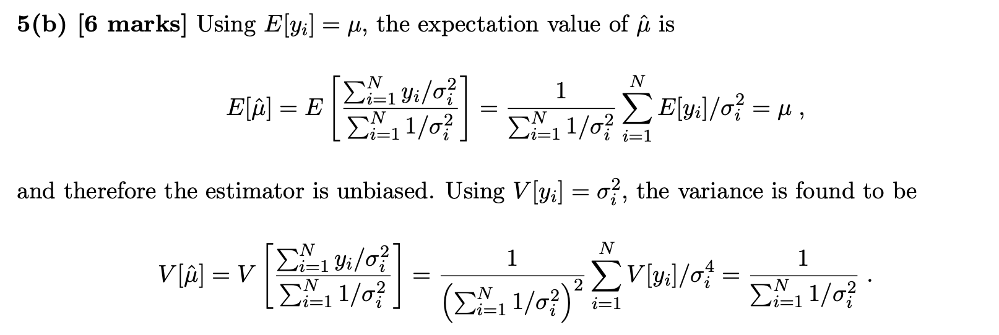 5(b) [6 marks] Using $E[y_i] = \mu$, the expectation value of $\hat{\mu}$ is
$$E[\hat{\mu}] = E\left[\frac{\sum_{i=1}^{N} y_i/\sigma_i^2}{\sum_{i=1}^{N} 1/\sigma_i^2}\right] = \frac{1}{\sum_{i=1}^{N} 1/\sigma_i^2} \sum_{i=1}^{N} E[y_i]/\sigma_i^2 = \mu \, ,$$
and therefore the estimator is unbiased. Using $V[y_i] = \sigma_i^2$, the variance is found to be
$$V[\hat{\mu}] = V\left[\frac{\sum_{i=1}^{N} y_i/\sigma_i^2}{\sum_{i=1}^{N} 1/\sigma_i^2}\right] = \frac{1}{\left(\sum_{i=1}^{N} 1/\sigma_i^2\right)^2} \sum_{i=1}^{N} V[y_i]/\sigma_i^4 = \frac{1}{\sum_{i=1}^{N} 1/\sigma_i^2} \, .$$